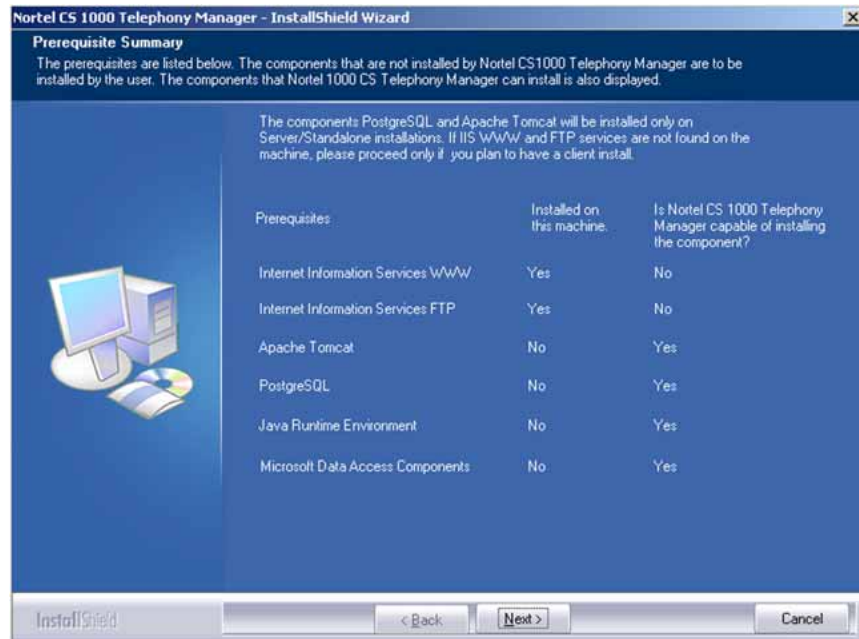 Nortel CS 1000 Telephony Manager - InstallShield Wizard
Prerequisite Summary
The prerequisites are listed below. The components that are not installed by Nortel CS1000 Telephony Manager are to be
installed by the user. The components that Nortel 1000 CS Telephony Manager can install is also displayed.
The components PostgreSQL and Apache Tomcat will be installed only on
Server/Standalone installations. If IIS WWW and FTP services are not found on the
machine, please proceed only if you plan to have a client install.
Prerequisites
Installed on
this machine.
Is Nortel CS 1000 Telephony
Manager capable of installing
the component?
Internet Information Services WWW Yes No
Internet Information Services FTP Yes No
Apache Tomcat No Yes
PostgreSQL No Yes
Java Runtime Environment No Yes
Microsoft Data Access Components No Yes
InstallShield
< Back Next > Cancel